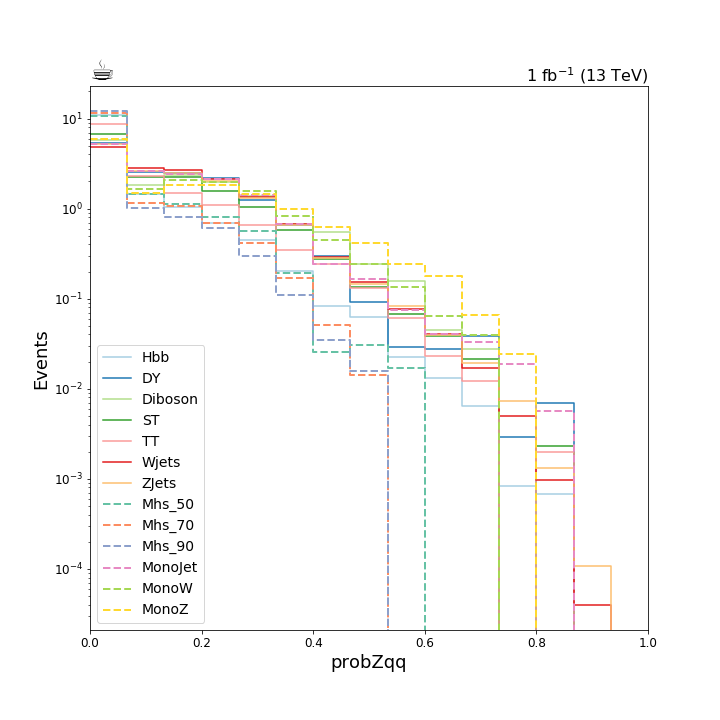 1 fb⁻¹ (13 TeV)
Events
10¹
10⁰
10⁻¹
10⁻²
10⁻³
10⁻⁴
Hbb
DY
Diboson
ST
TT
Wjets
ZJets
Mhs_50
Mhs_70
Mhs_90
MonoJet
MonoW
MonoZ
0.0 0.2 0.4 0.6 0.8 1.0
probZqq